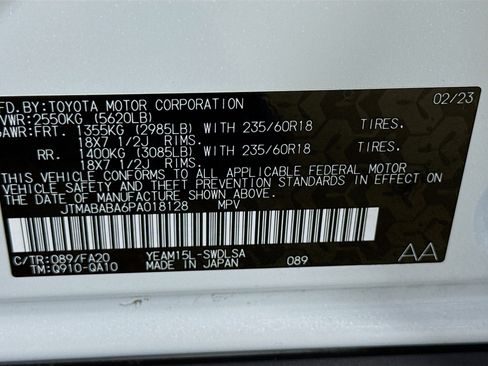 FD.BY:TOYOTA MOTOR CORPORATION 02/23
VWR:2550KG (5620LB)
AWR:FRT. 1355KG (2985LB) WITH 235/60R18 TIRES.
18X7 1/2J RIMS.
RR. 1400KG (3085LB) WITH 235/60R18 TIRES.
18X7 1/2J RIMS.
THIS VEHICLE CONFORMS TO ALL APPLICABLE FEDERAL MOTOR
VEHICLE SAFETY AND THEFT PREVENTION STANDARDS IN EFFECT ON
THE DATE OF MANUFACTURE SHOWN ABOVE.
JTMABABA6PA018128 MPV
C/TR:089/FA20 YEAM15L-SWDLSA AA
TM:Q910-QA10 MADE IN JAPAN 089